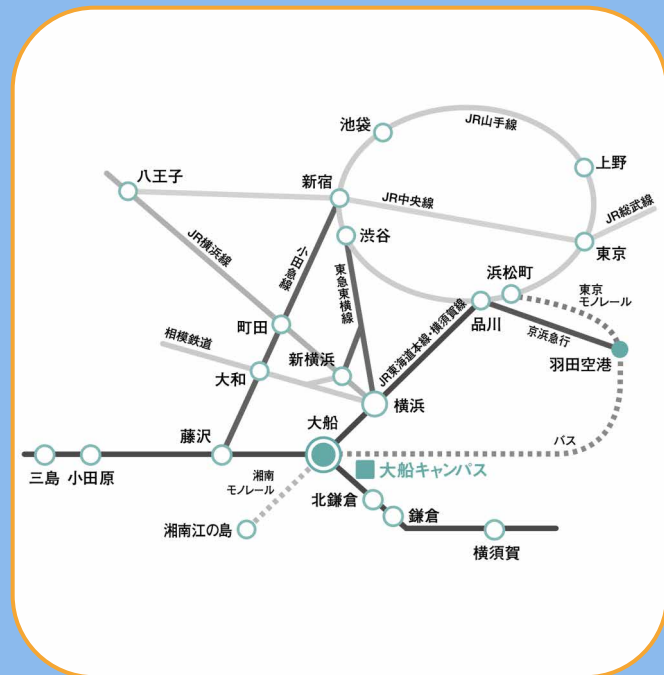 池袋
JR山手線
上野
八王子
新宿
JR中央線
JR総武線
渋谷
東京
JR横浜線
小田急線
東急東横線
浜松町
東京
モノレール
町田
品川
京浜急行
羽田空港
相模鉄道
新横浜
JR東海道本線・横須賀線
大和
横浜
大船
藤沢
バス
三島
小田原
大船キャンパス
湘南
モノレール
北鎌倉
鎌倉
湘南江の島
横須賀